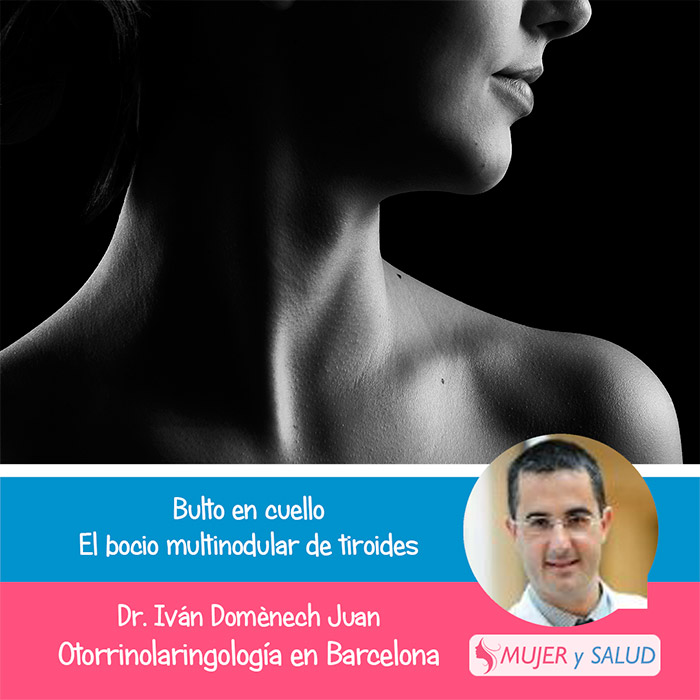 Bulto en cuello
El bocio multinodular de tiroides
Dr. Iván Domènech Juan
Otorrinolaringología en Barcelona
MUJER y SALUD